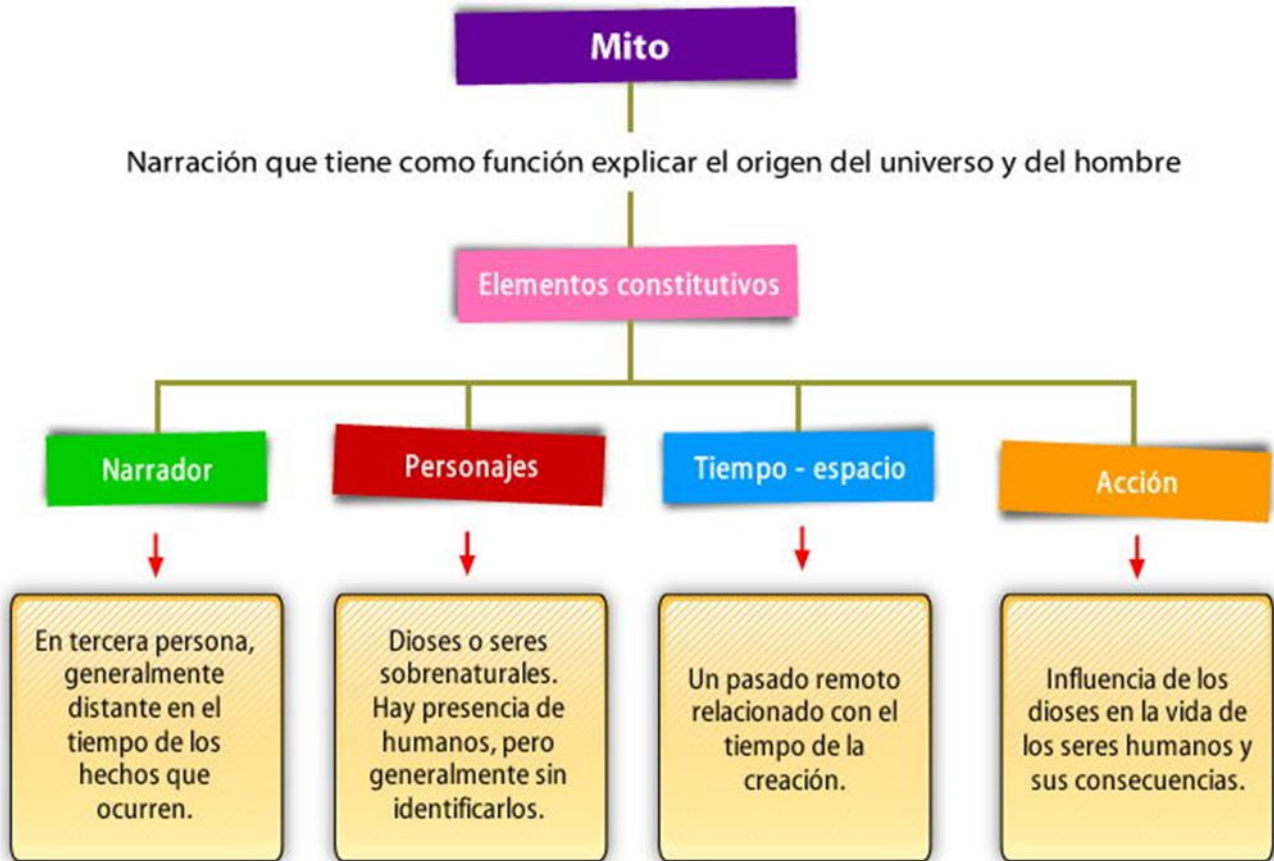 Mito
Narración que tiene como función explicar el origen del universo y del hombre
Elementos constitutivos
Narrador
Personajes
Tiempo - espacio
Acción
En tercera persona,
generalmente
distante en el
tiempo de los
hechos que
ocurren.
Dioses o seres
sobrenaturales.
Hay presencia de
humanos, pero
generalmente sin
identificarlos.
Un pasado remoto
relacionado con el
tiempo de la
creación.
Influencia de los
dioses en la vida de
los seres humanos y
sus consecuencias.